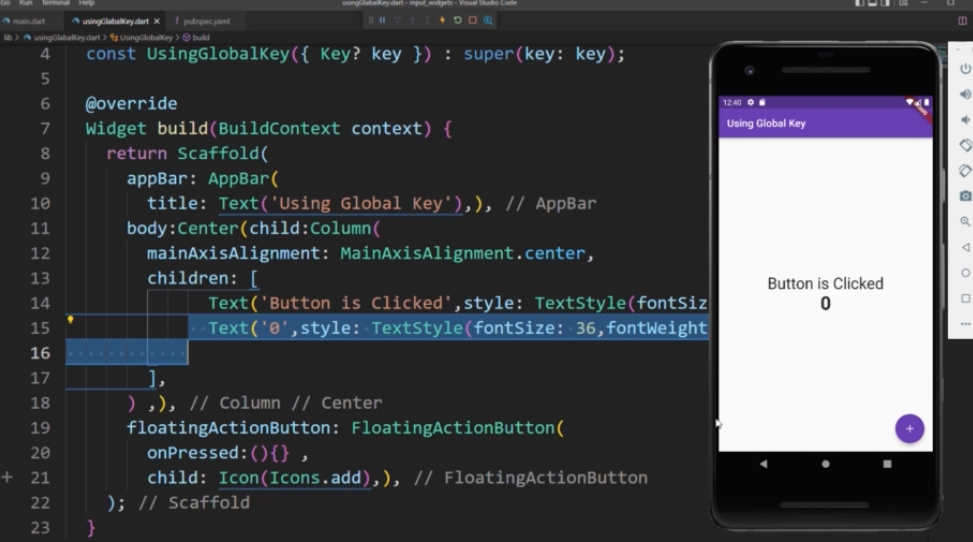 Go Run Terminal Help
usingGlobalKey.dart - input_widgets - Visual Studio Code
main.dart usingGlobalKey.dart × ! pubspec.yaml
lib > usingGlobalKey.dart > UsingGlobalKey > build
4 const UsingGlobalKey({ Key? key }) : super(key: key);
5
6 @override
7 Widget build(BuildContext context) {
8 return Scaffold(
9 appBar: AppBar(
10 title: Text('Using Global Key'),), // AppBar
11 body:Center(child:Column(
12 mainAxisAlignment: MainAxisAlignment.center,
13 children: [
14 Text('Button is Clicked',style: TextStyle(fontSiz
15 Text('0',style: TextStyle(fontSize: 36,fontWeight
16
17 ],
18 ) ,), // Column // Center
19 floatingActionButton: FloatingActionButton(
20 onPressed:(){} ,
21 child: Icon(Icons.add),), // FloatingActionButton
22 ); // Scaffold
23 }
12:40
Using Global Key
Button is Clicked
0
+